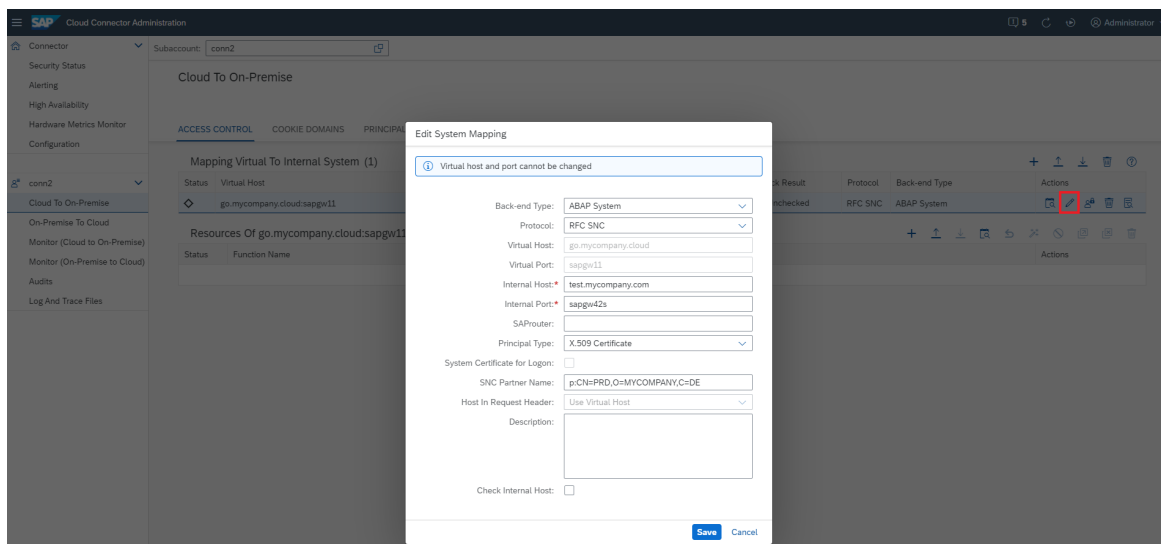 SAP Cloud Connector Administration 5 Administrator
Connector
Security Status
Alerting
High Availability
Hardware Metrics Monitor
Configuration
conn2
Cloud To On-Premise
On-Premise To Cloud
Monitor (Cloud to On-Premise)
Monitor (On-Premise to Cloud)
Audits
Log And Trace Files
Subaccount: conn2
Cloud To On-Premise
ACCESS CONTROL COOKIE DOMAINS PRINCIPAL
Mapping Virtual To Internal System (1)
Status Virtual Host ck Result Protocol Back-end Type Actions
go.mycompany.cloud:sapgw11 nchecked RFC SNC ABAP System
Resources Of go.mycompany.cloud:sapgw11
Status Function Name Actions
Edit System Mapping
Virtual host and port cannot be changed
Back-end Type: ABAP System
Protocol: RFC SNC
Virtual Host: go.mycompany.cloud
Virtual Port: sapgw11
Internal Host:* test.mycompany.com
Internal Port:* sapgw42s
SAProuter:
Principal Type: X.509 Certificate
System Certificate for Logon:
SNC Partner Name: p:CN=PRD,O=MYCOMPANY,C=DE
Host In Request Header: Use Virtual Host
Description:
Check Internal Host:
Save Cancel